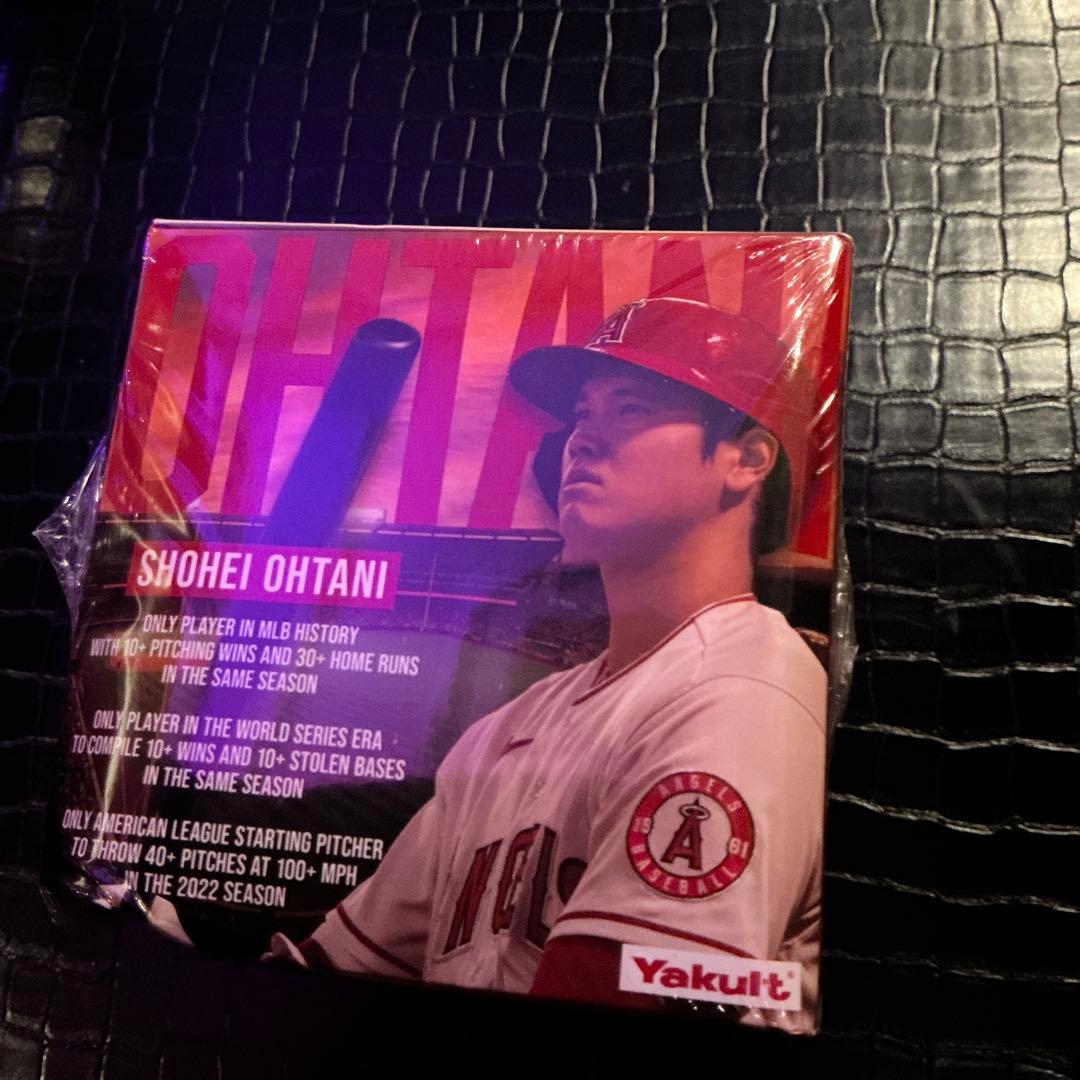 OHTANI
A
SHOHEI OHTANI
ONLY PLAYER IN MLB HISTORY
WITH 10+ PITCHING WINS AND 30+ HOME RUNS
IN THE SAME SEASON
ONLY PLAYER IN THE WORLD SERIES ERA
TO COMPILE 10+ WINS AND 10+ STOLEN BASES
IN THE SAME SEASON
ONLY AMERICAN LEAGUE STARTING PITCHER
TO THROW 40+ PITCHES AT 100+ MPH
IN THE 2022 SEASON
ANGELS
19 A 61
BASEBALL
NGELS
Yakult